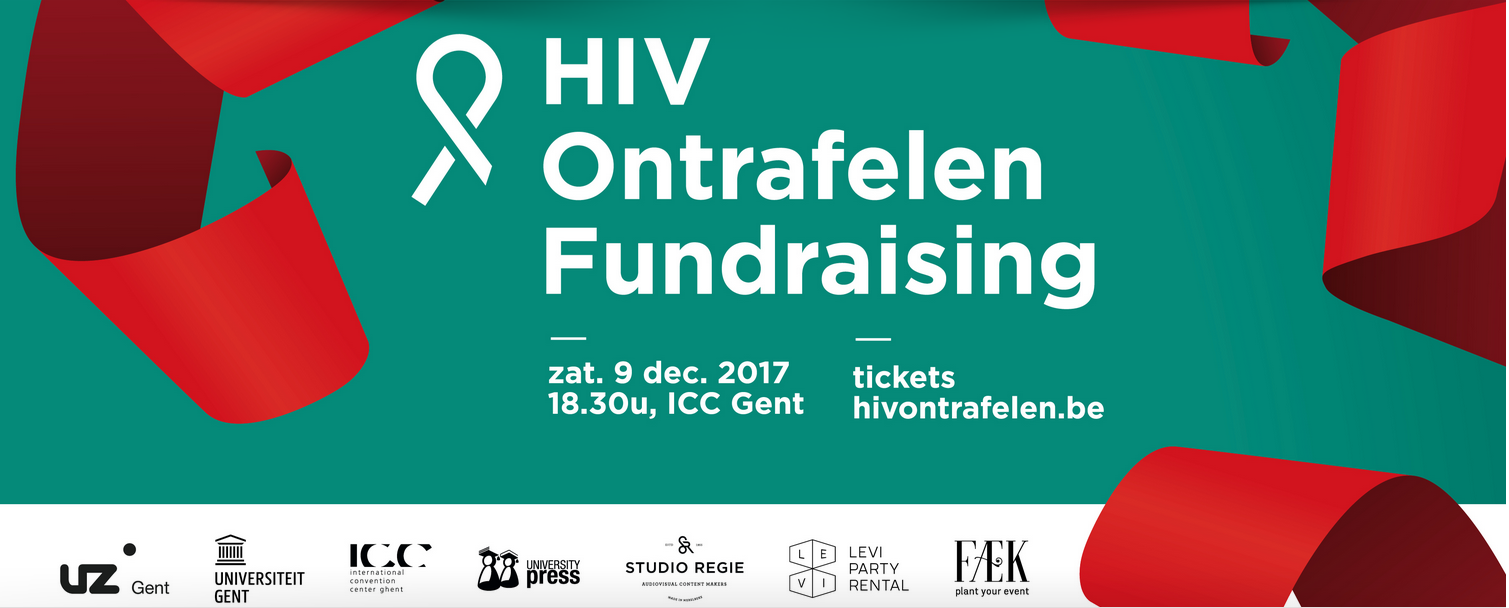 HIV
Ontrafelen
Fundraising
zat. 9 dec. 2017
18.30u, ICC Gent
tickets
hivontrafelen.be
uz Gent
UNIVERSITEIT
GENT
ICC
international
convention
center ghent
UNIVERSITY
press
STUDIO REGIE
AUDIOVISUAL CONTENT MAKERS
L E
V I
LEVI
PARTY
RENTAL
FÆK
plant your event